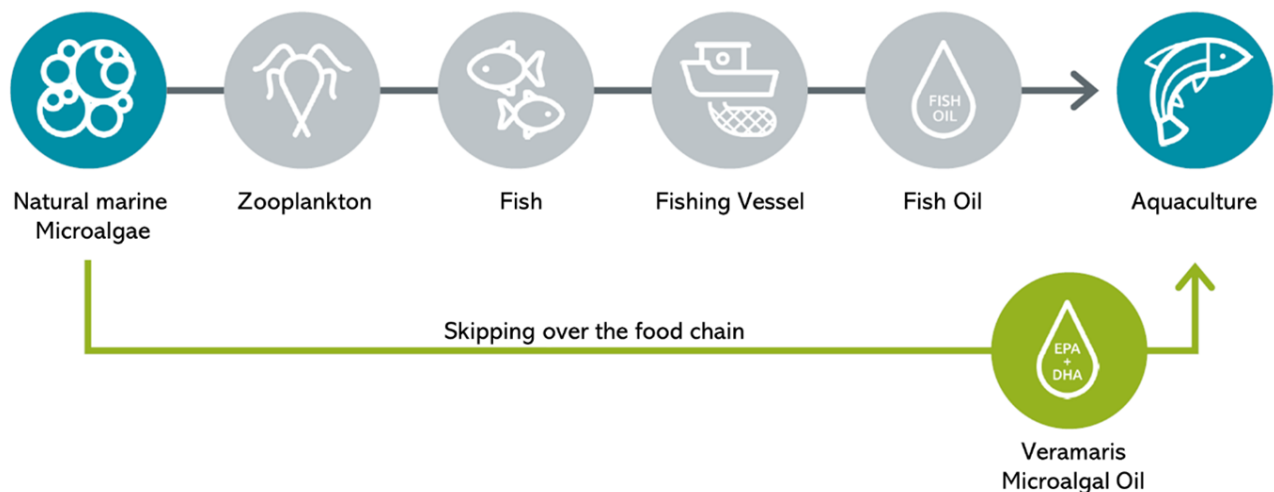 FISH
OIL
Natural marine
Microalgae
Zooplankton
Fish
Fishing Vessel
Fish Oil
Aquaculture
Skipping over the food chain
EPA
+
DHA
Veramaris
Microalgal Oil